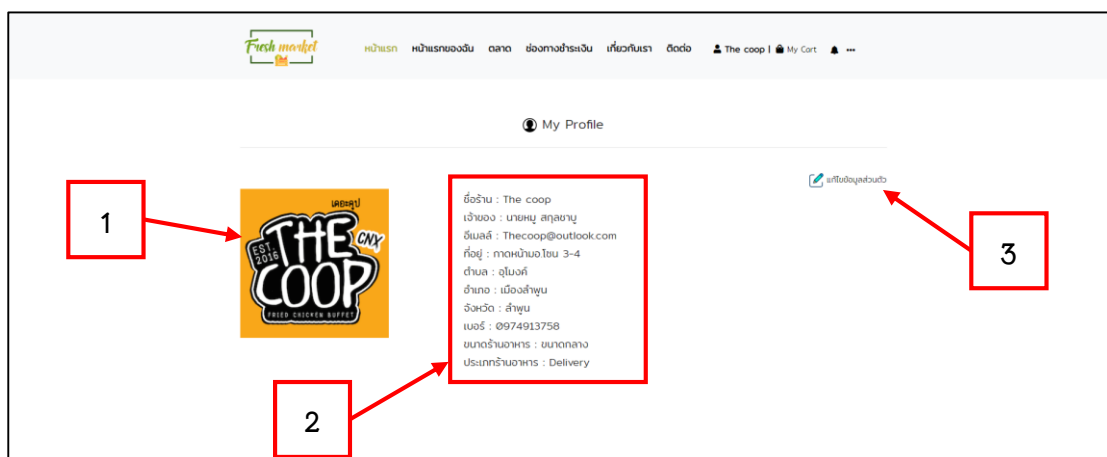 Fresh market
หน้าแรก หน้าแรกของฉัน ตลาด ช่องทางชำระเงิน เกี่ยวกับเรา ติดต่อ The coop | My Cart ...
My Profile
แก้ไขข้อมูลส่วนตัว
1
เคยะคุป
EST. 2016
THE
CNX
COOP
FRIED CHICKEN BUFFET
ชื่อร้าน : The coop
เจ้าของ : นายหมู สกุลชาบู
อีเมลล์ : Thecoop@outlook.com
ที่อยู่ : กาดหน้ามอ.โซน 3-4
ตำบล : อุโมงค์
อำเภอ : เมืองลำพูน
จังหวัด : ลำพูน
เบอร์ : 0974913758
ขนาดร้านอาหาร : ขนาดกลาง
ประเภทร้านอาหาร : Delivery
3
2